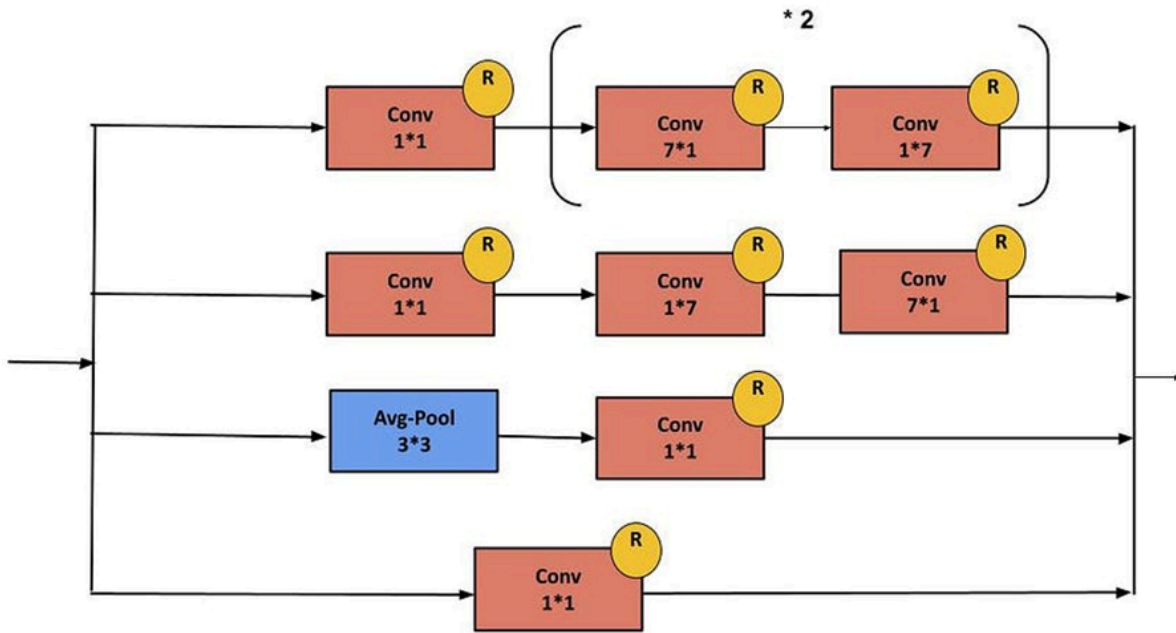 * 2
R
R
R
Conv
1*1
Conv
7*1
Conv
1*7
R
R
R
Conv
1*1
Conv
1*7
Conv
7*1
R
Avg-Pool
3*3
Conv
1*1
R
Conv
1*1